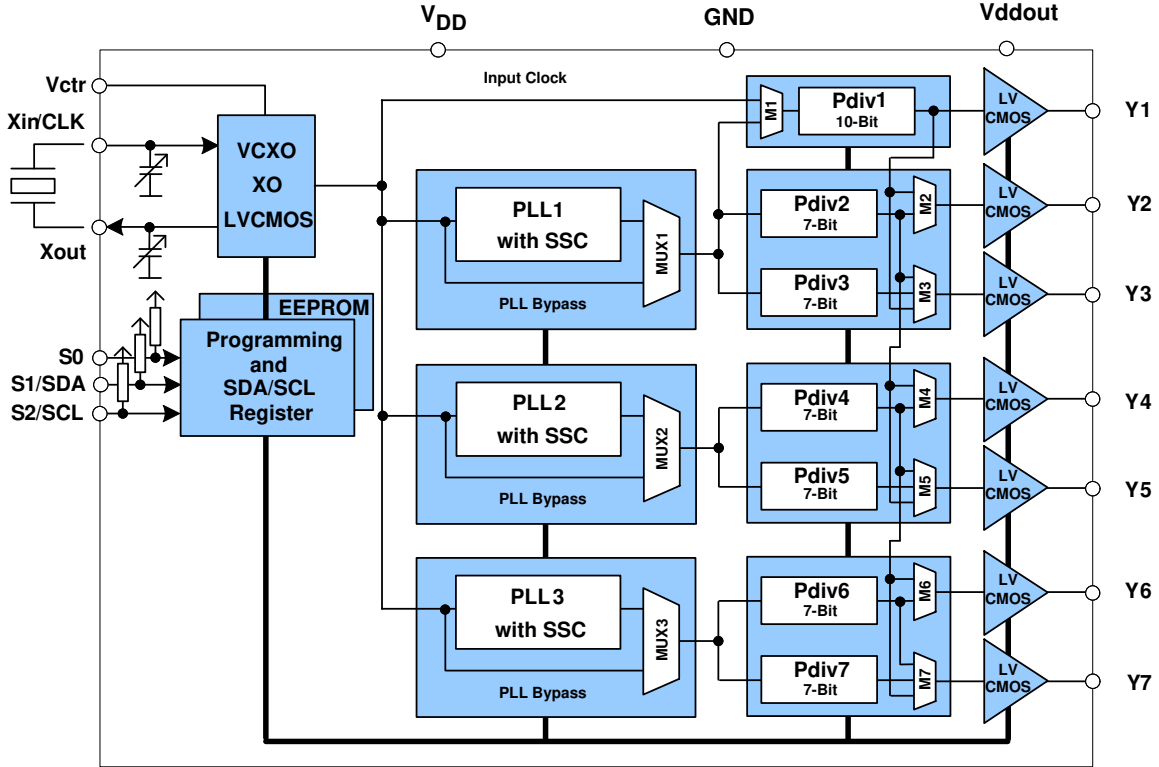 VDD
GND
Vddout
Vctr
Input Clock
Xin/CLK
VCXO
XO
LVCMOS
Xout
EEPROM
Programming
and
SDA/SCL
Register
S0
S1/SDA
S2/SCL
PLL1
with SSC
MUX1
PLL Bypass
PLL2
with SSC
MUX2
PLL Bypass
PLL3
with SSC
MUX3
PLL Bypass
M1
Pdiv1
10-Bit
LV
CMOS
Y1
Pdiv2
7-Bit
M2
LV
CMOS
Y2
Pdiv3
7-Bit
M3
LV
CMOS
Y3
Pdiv4
7-Bit
M4
LV
CMOS
Y4
Pdiv5
7-Bit
M5
LV
CMOS
Y5
Pdiv6
7-Bit
M6
LV
CMOS
Y6
Pdiv7
7-Bit
M7
LV
CMOS
Y7